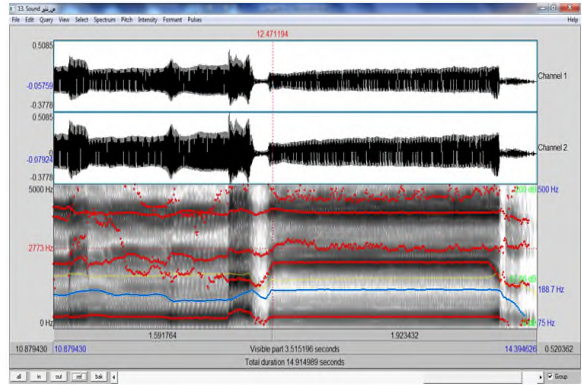 13. Sound
File Edit Query View Select Spectrum Pitch Intensity Formant Pulses Help
12.471194
0.5085
-0.05759
-0.3778
Channel 1
0.5085
0
-0.07924
-0.3778
Channel 2
5000 Hz
500 Hz
2773 Hz
188.7 Hz
0 Hz
75 Hz
1.591764 1.923432
10.879430 10.879430 Visible part 3.515196 seconds 14.394626 0.520362
Total duration 14.914989 seconds
all in out sel bak Group